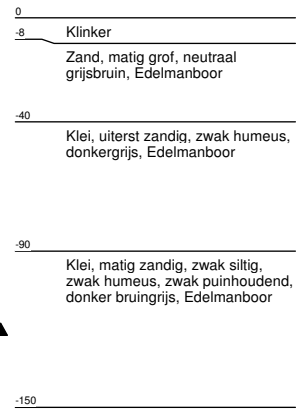 0
-8
Klinker
Zand, matig grof, neutraal
grijsbruin, Edelmanboor
-40
Klei, uiterst zandig, zwak humeus,
donkergrijs, Edelmanboor
-90
Klei, matig zandig, zwak siltig,
zwak humeus, zwak puinhoudend,
donker bruingrijs, Edelmanboor
-150